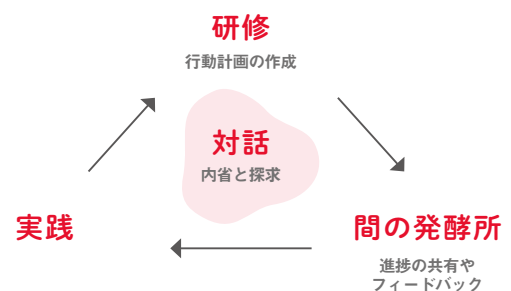 研修
行動計画の作成
対話
内省と探求
実践
間の発酵所
進捗の共有や
フィードバック